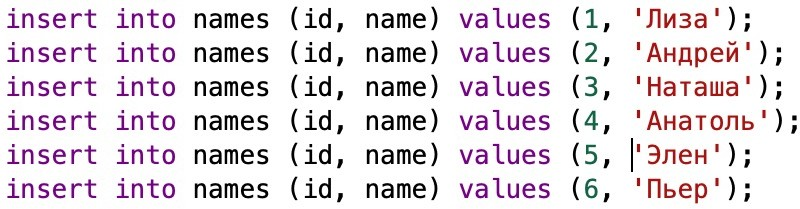 insert into names (id, name) values (1, 'Лиза');
insert into names (id, name) values (2, 'Андрей');
insert into names (id, name) values (3, 'Наташа');
insert into names (id, name) values (4, 'Анатоль');
insert into names (id, name) values (5, 'Элен');
insert into names (id, name) values (6, 'Пьер');